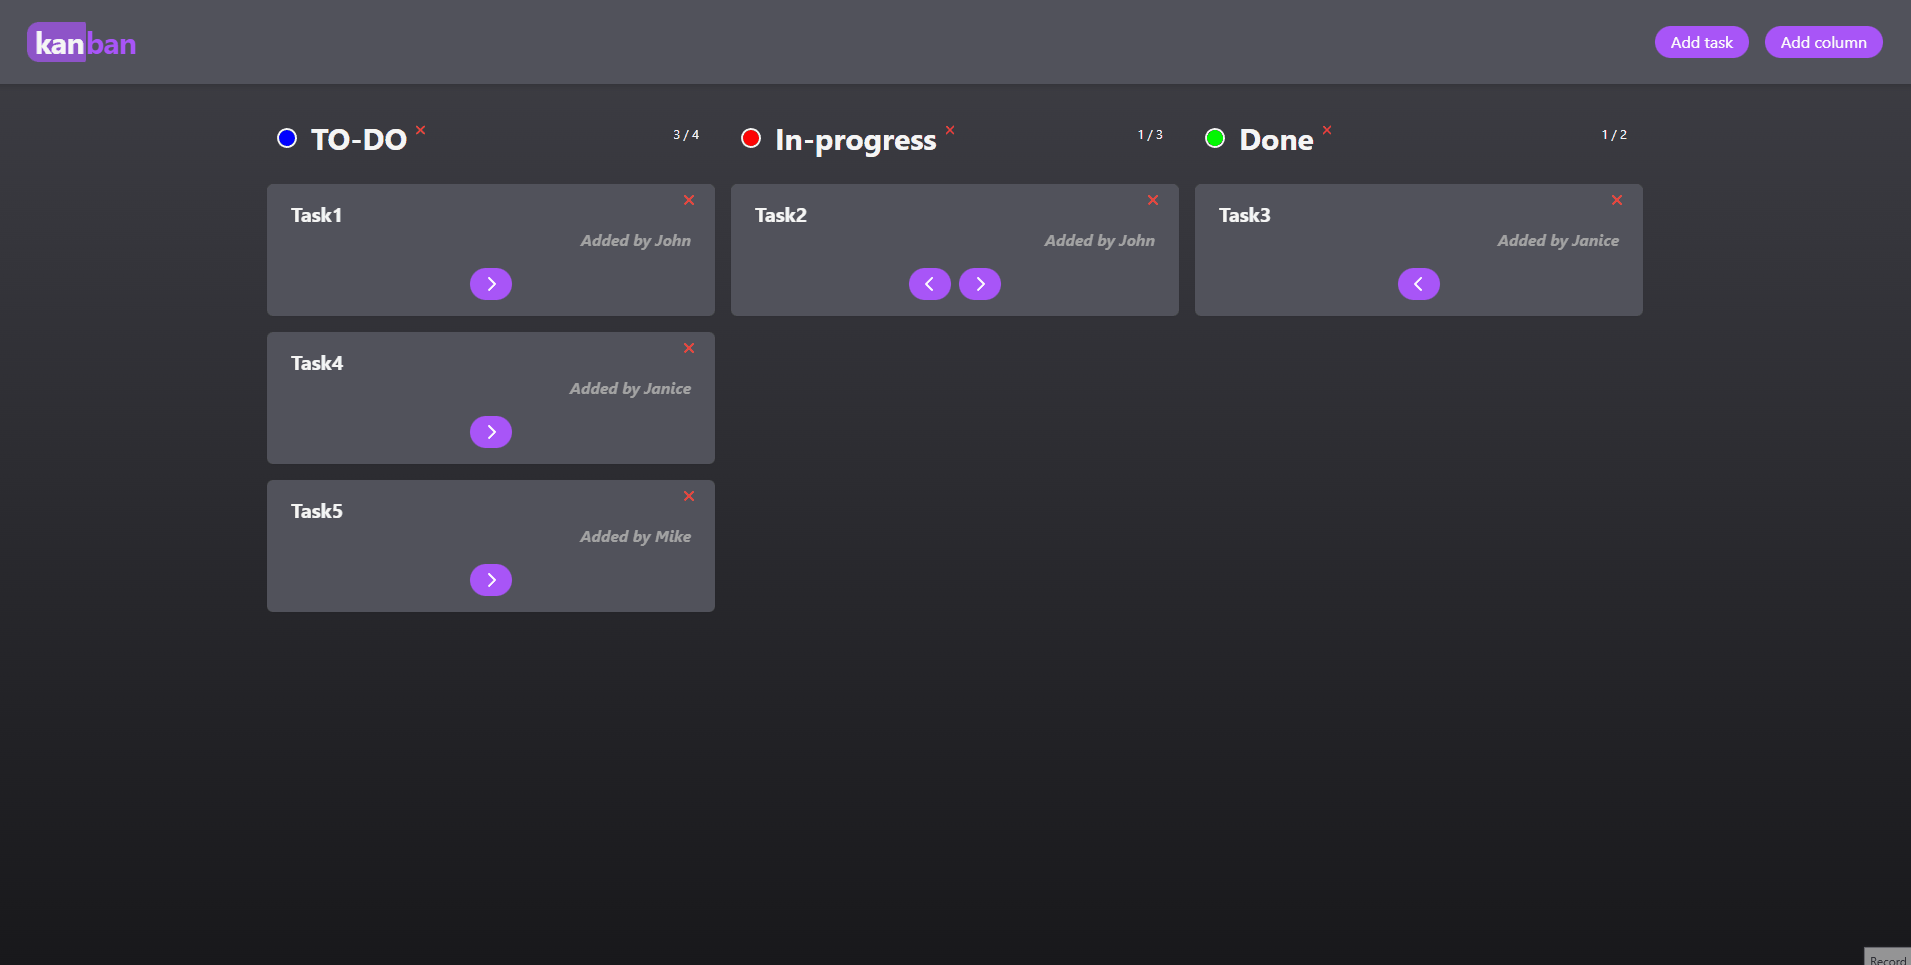 kanban
Add task
Add column
TO-DO
3 / 4
Task1
Added by John
Task4
Added by Janice
Task5
Added by Mike
In-progress
1 / 3
Task2
Added by John
Done
1 / 2
Task3
Added by Janice
Record